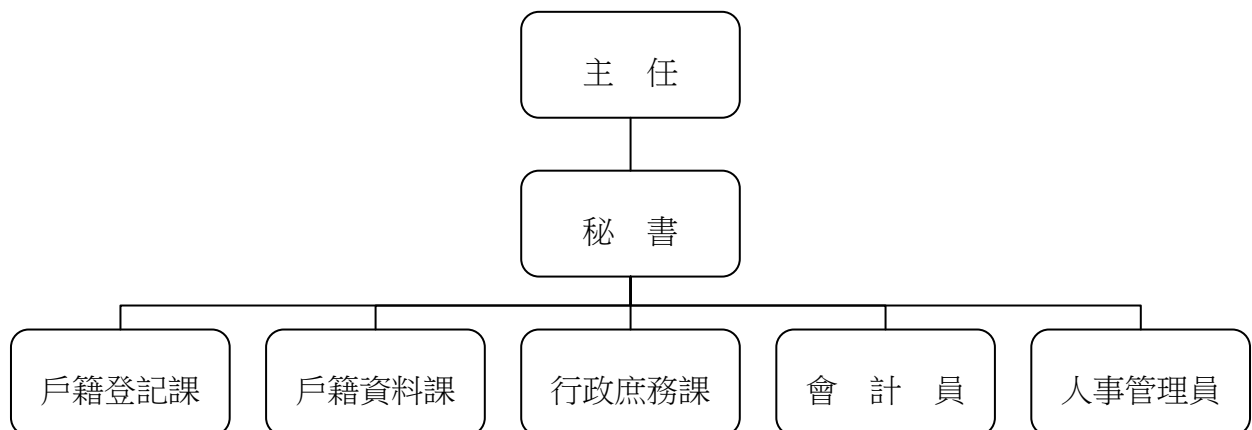 主　任
秘　書
戶籍登記課
戶籍資料課
行政庶務課
會　計　員
人事管理員